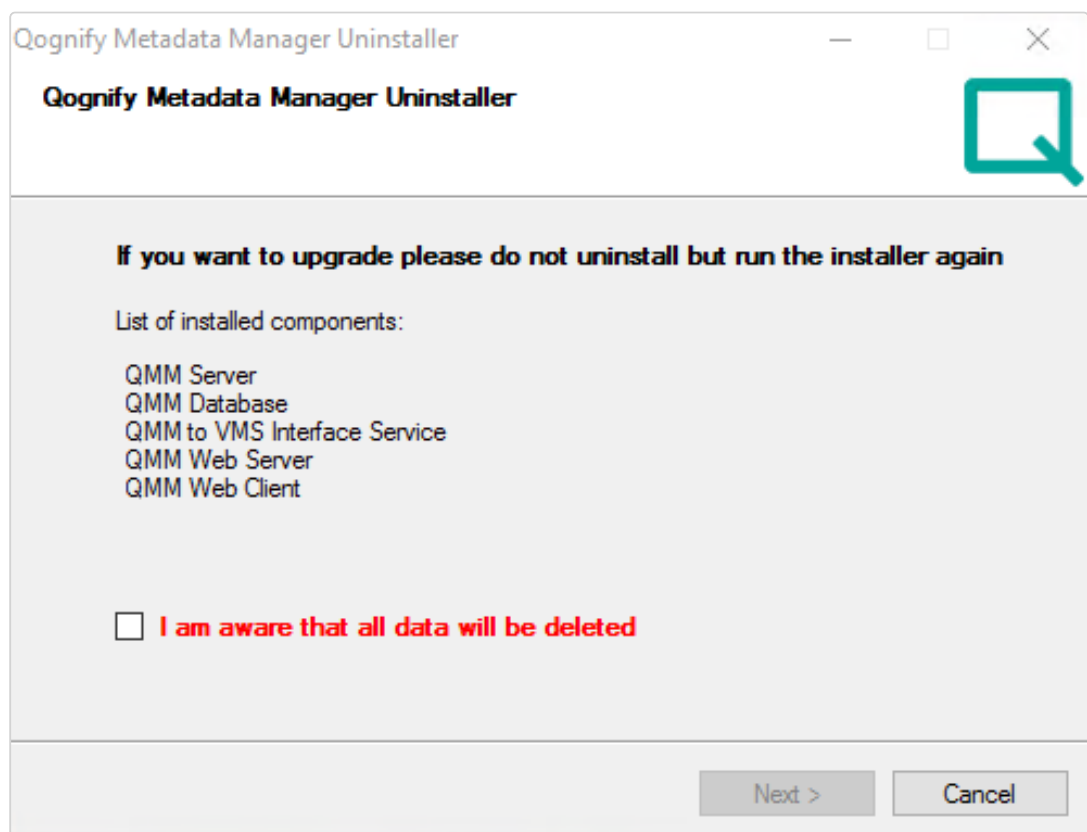 Qognify Metadata Manager Uninstaller
Qognify Metadata Manager Uninstaller
If you want to upgrade please do not uninstall but run the installer again
List of installed components:
QMM Server
QMM Database
QMM to VMS Interface Service
QMM Web Server
QMM Web Client
I am aware that all data will be deleted
Next > Cancel